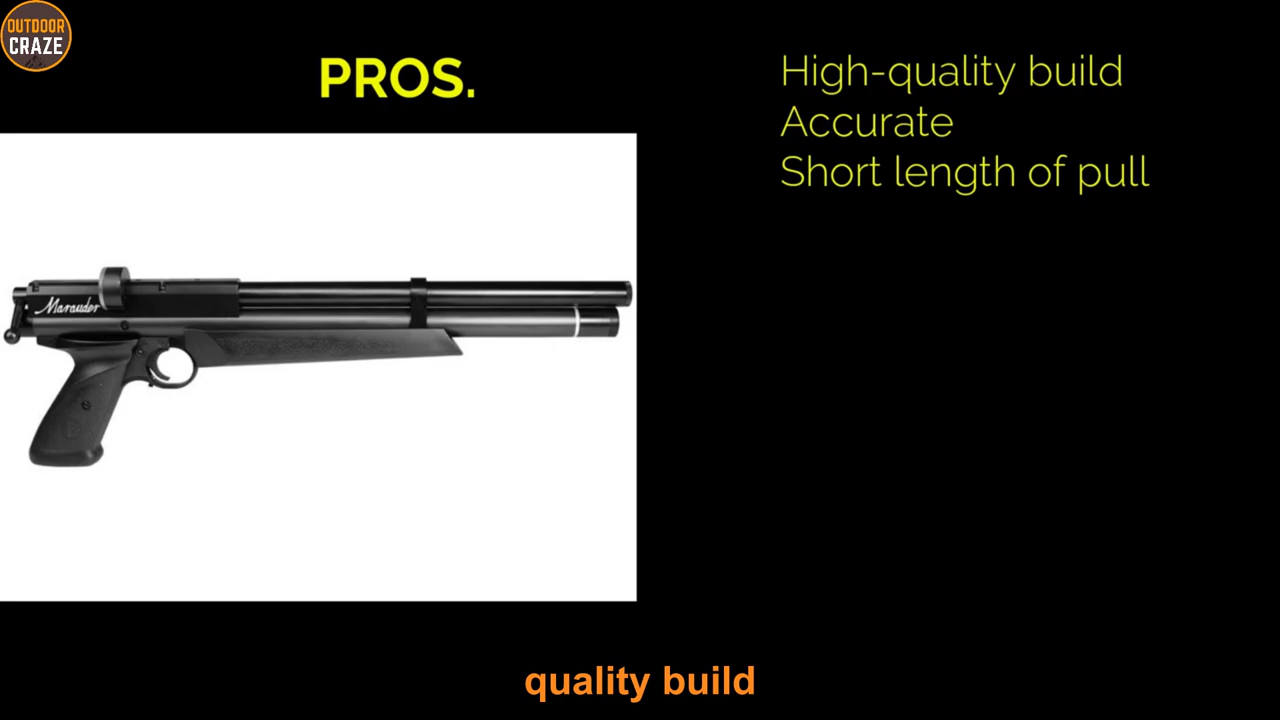 OUTDOOR
CRAZE
PROS.
High-quality build
Accurate
Short length of pull
Marauder
quality build